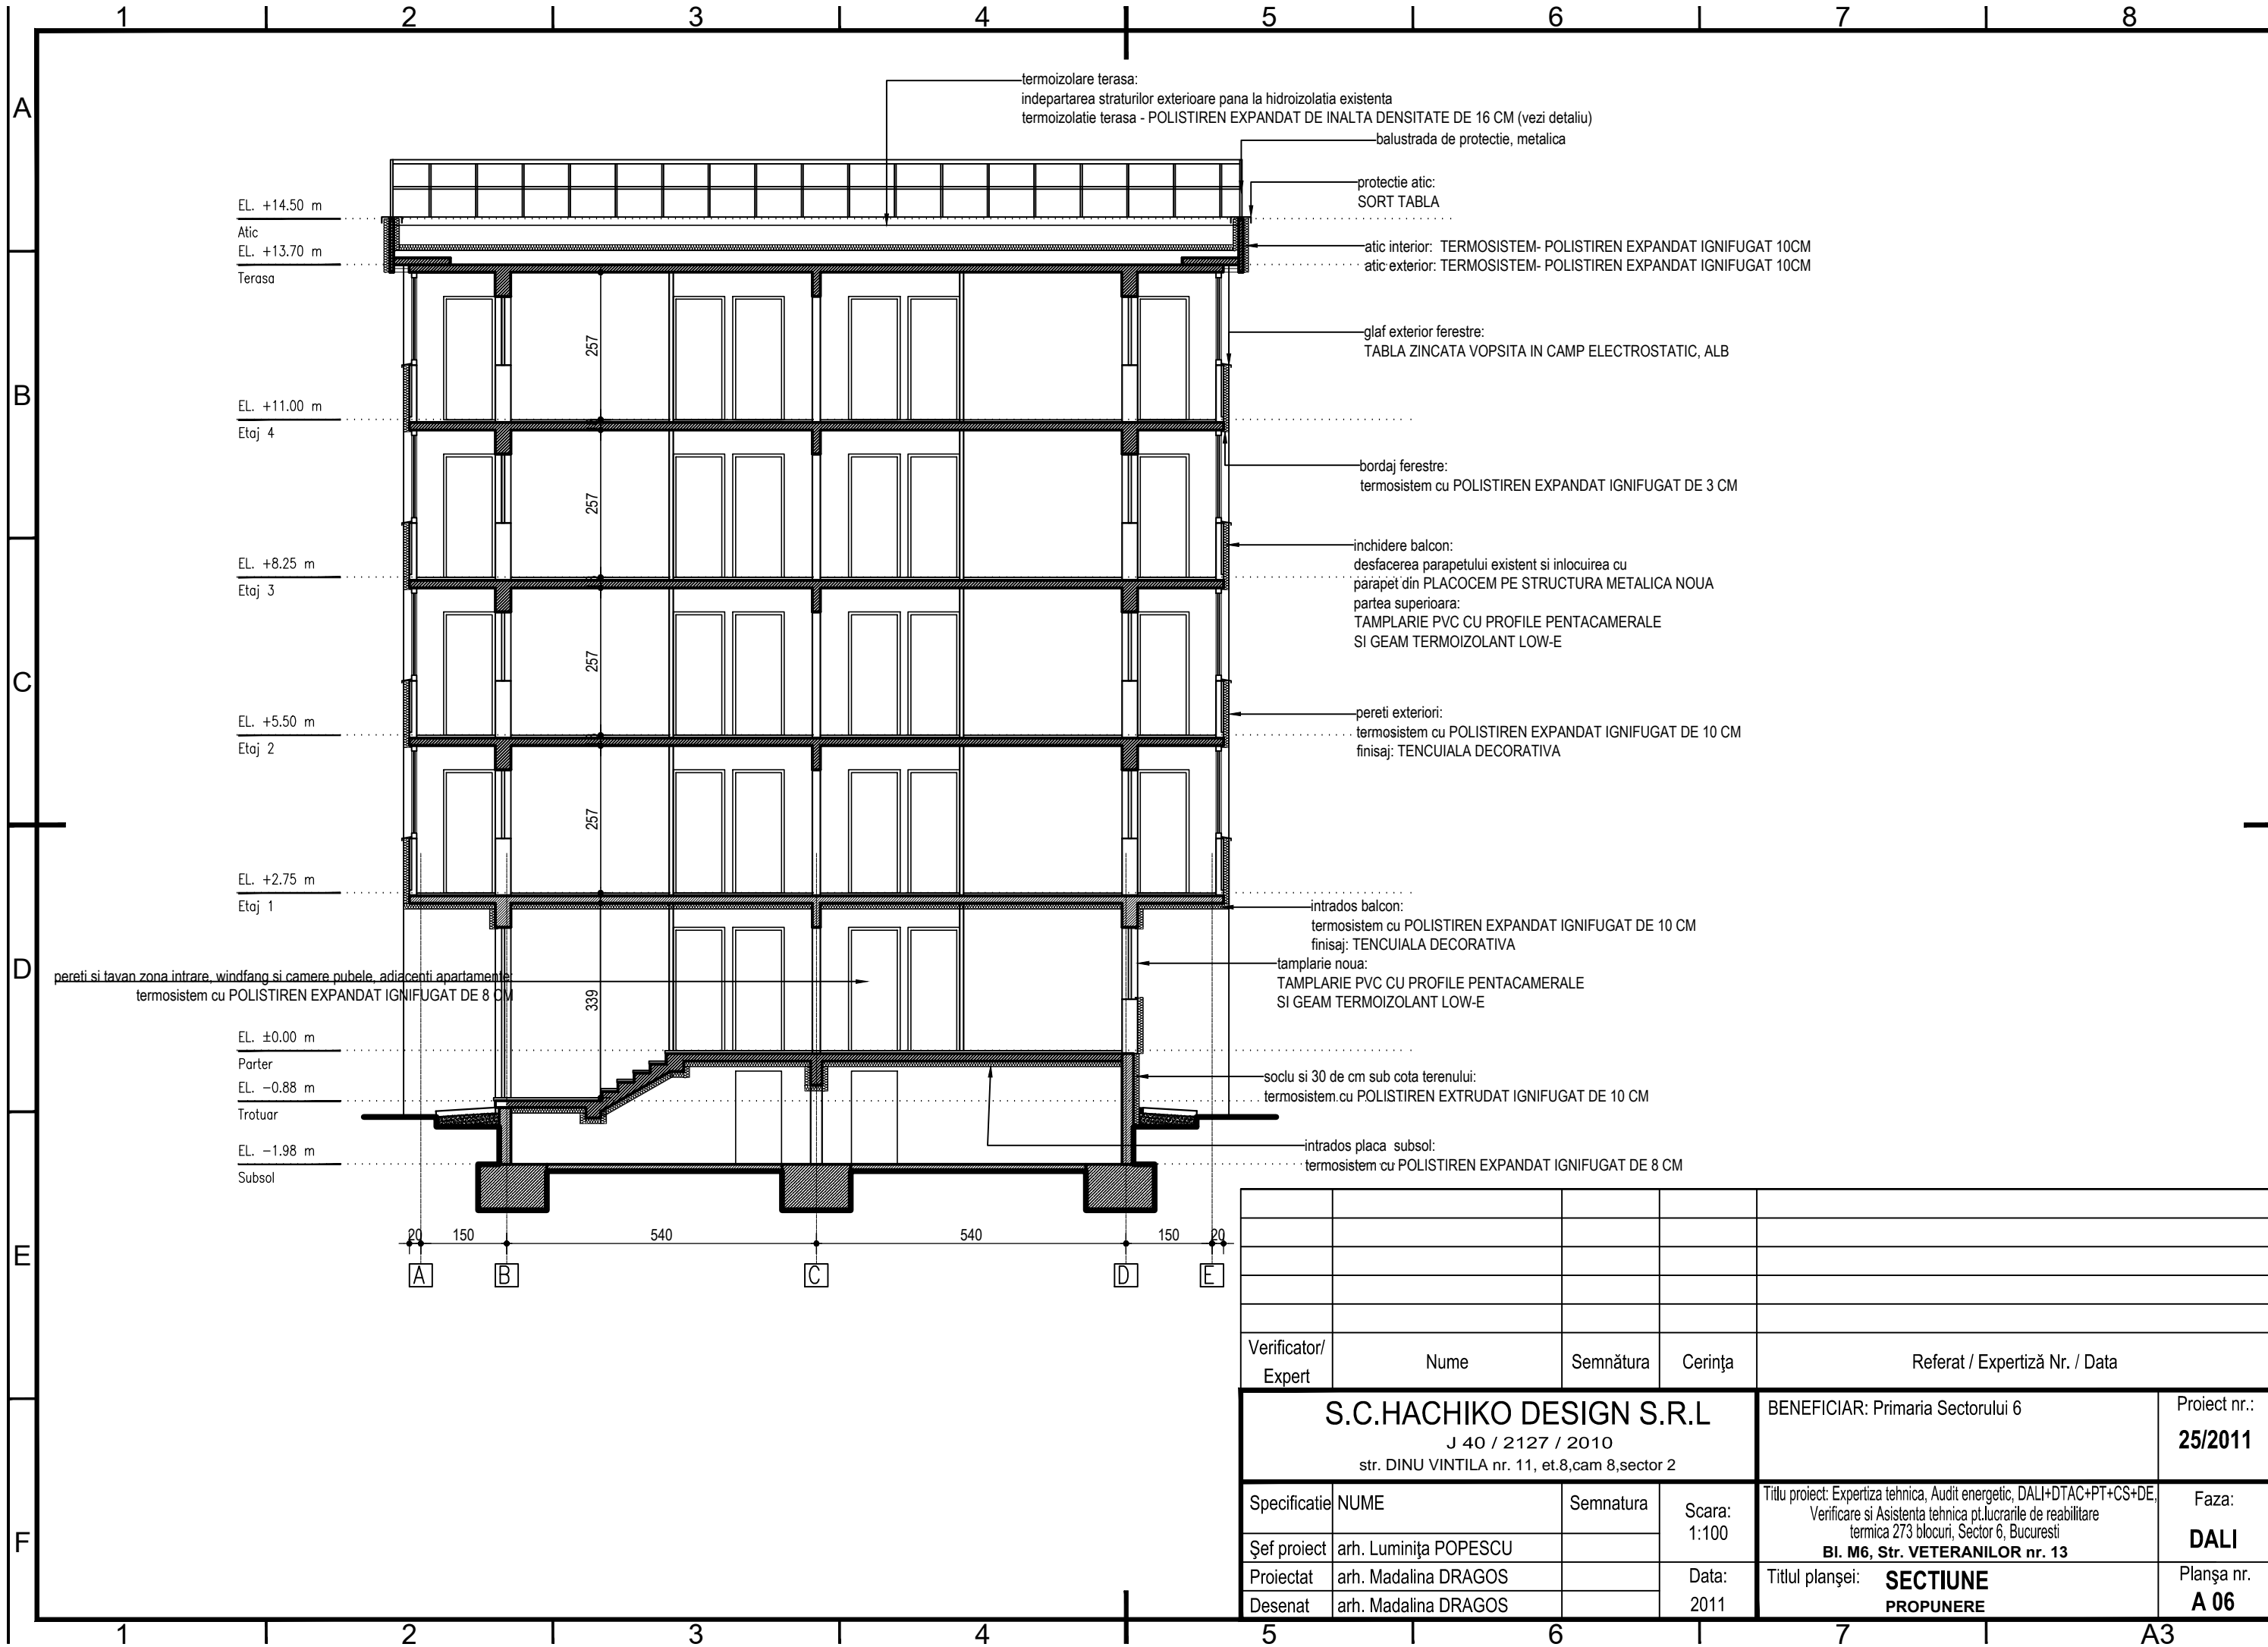 1 2 3 4 5 6 7 8
A
B
C
D
E
F
termoizolare terasa:
indepartarea straturilor exterioare pana la hidroizolatia existenta
termoizolatie terasa - POLISTIREN EXPANDAT DE INALTA DENSITATE DE 16 CM (vezi detaliu)
balustrada de protectie, metalica
protectie atic:
SORT TABLA
atic interior: TERMOSISTEM- POLISTIREN EXPANDAT IGNIFUGAT 10CM
atic exterior: TERMOSISTEM- POLISTIREN EXPANDAT IGNIFUGAT 10CM
glaf exterior ferestre:
TABLA ZINCATA VOPSITA IN CAMP ELECTROSTATIC, ALB
bordaj ferestre:
termosistem cu POLISTIREN EXPANDAT IGNIFUGAT DE 3 CM
inchidere balcon:
desfacerea parapetului existent si inlocuirea cu
parapet din PLACOCEM PE STRUCTURA METALICA NOUA
partea superioara:
TAMPLARIE PVC CU PROFILE PENTACAMERALE
SI GEAM TERMOIZOLANT LOW-E
pereti exteriori:
termosistem cu POLISTIREN EXPANDAT IGNIFUGAT DE 10 CM
finisaj: TENCUIALA DECORATIVA
intrados balcon:
termosistem cu POLISTIREN EXPANDAT IGNIFUGAT DE 10 CM
finisaj: TENCUIALA DECORATIVA
tamplarie noua:
TAMPLARIE PVC CU PROFILE PENTACAMERALE
SI GEAM TERMOIZOLANT LOW-E
soclu si 30 de cm sub cota terenului:
termosistem cu POLISTIREN EXTRUDAT IGNIFUGAT DE 10 CM
intrados placa subsol:
termosistem cu POLISTIREN EXPANDAT IGNIFUGAT DE 8 CM
pereti si tavan zona intrare, windfang si camere pubele, adiacenti apartamente:
termosistem cu POLISTIREN EXPANDAT IGNIFUGAT DE 8 CM
EL. +14.50 m
Atic
EL. +13.70 m
Terasa
EL. +11.00 m
Etaj 4
EL. +8.25 m
Etaj 3
EL. +5.50 m
Etaj 2
EL. +2.75 m
Etaj 1
EL. ±0.00 m
Parter
EL. -0.88 m
Trotuar
EL. -1.98 m
Subsol
257
257
257
257
339
20 150 540 540 150 20
A B C D E
Verificator/
Expert
Nume
Semnătura
Cerinţa
Referat / Expertiză Nr. / Data
S.C.HACHIKO DESIGN S.R.L
J 40 / 2127 / 2010
str. DINU VINTILA nr. 11, et.8,cam 8,sector 2
BENEFICIAR: Primaria Sectorului 6
Proiect nr.:
25/2011
Specificatie NUME Semnatura
Şef proiect arh. Luminiţa POPESCU
Proiectat arh. Madalina DRAGOS
Desenat arh. Madalina DRAGOS
Scara:
1:100
Data:
2011
Titlu proiect: Expertiza tehnica, Audit energetic, DALI+DTAC+PT+CS+DE,
Verificare si Asistenta tehnica pt.lucrarile de reabilitare
termica 273 blocuri, Sector 6, Bucuresti
Bl. M6, Str. VETERANILOR nr. 13
Faza:
DALI
Titlul planşei: SECTIUNE
PROPUNERE
Planşa nr.
A 06
1 2 3 4 5 6 7 A3